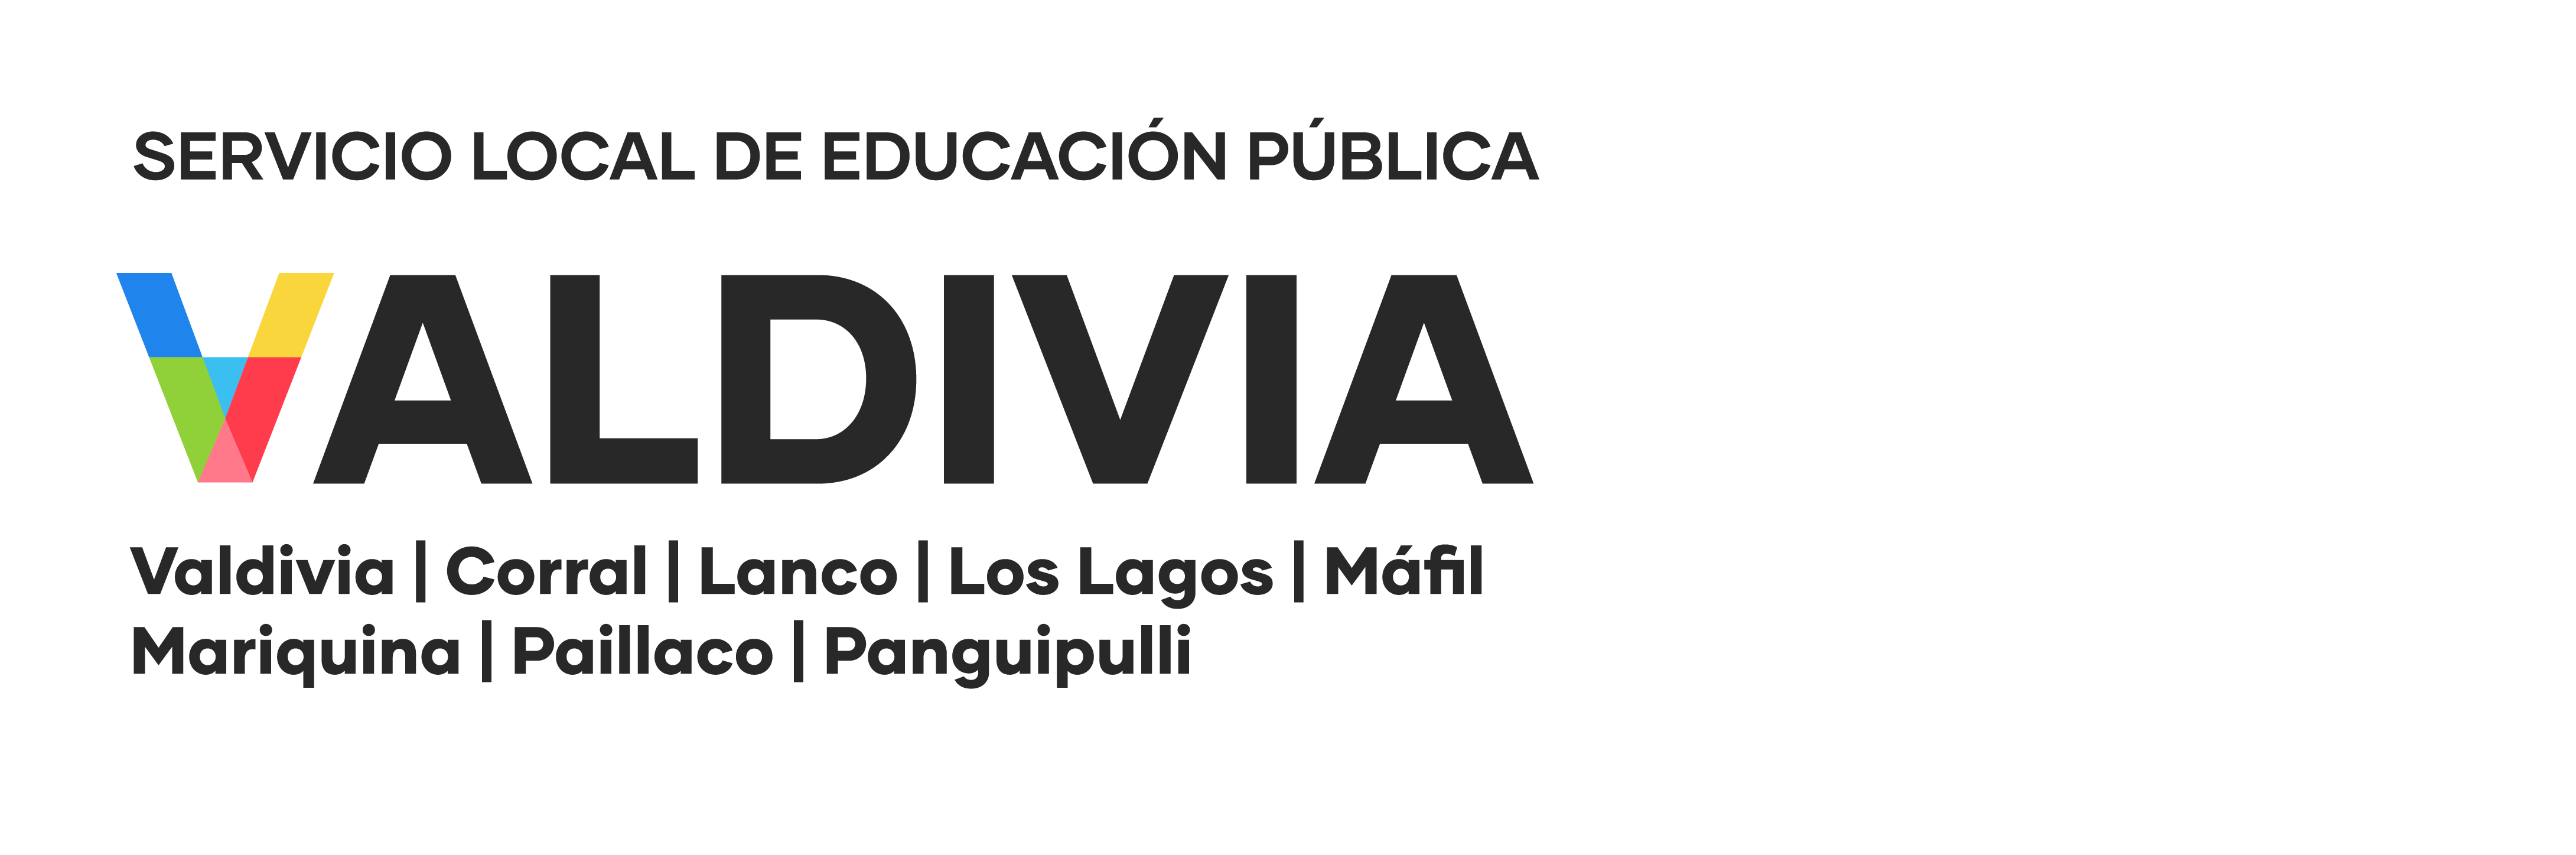 SERVICIO LOCAL DE EDUCACIÓN PÚBLICA
VALDIVIA
Valdivia | Corral | Lanco | Los Lagos | Máfil
Mariquina | Paillaco | Panguipulli